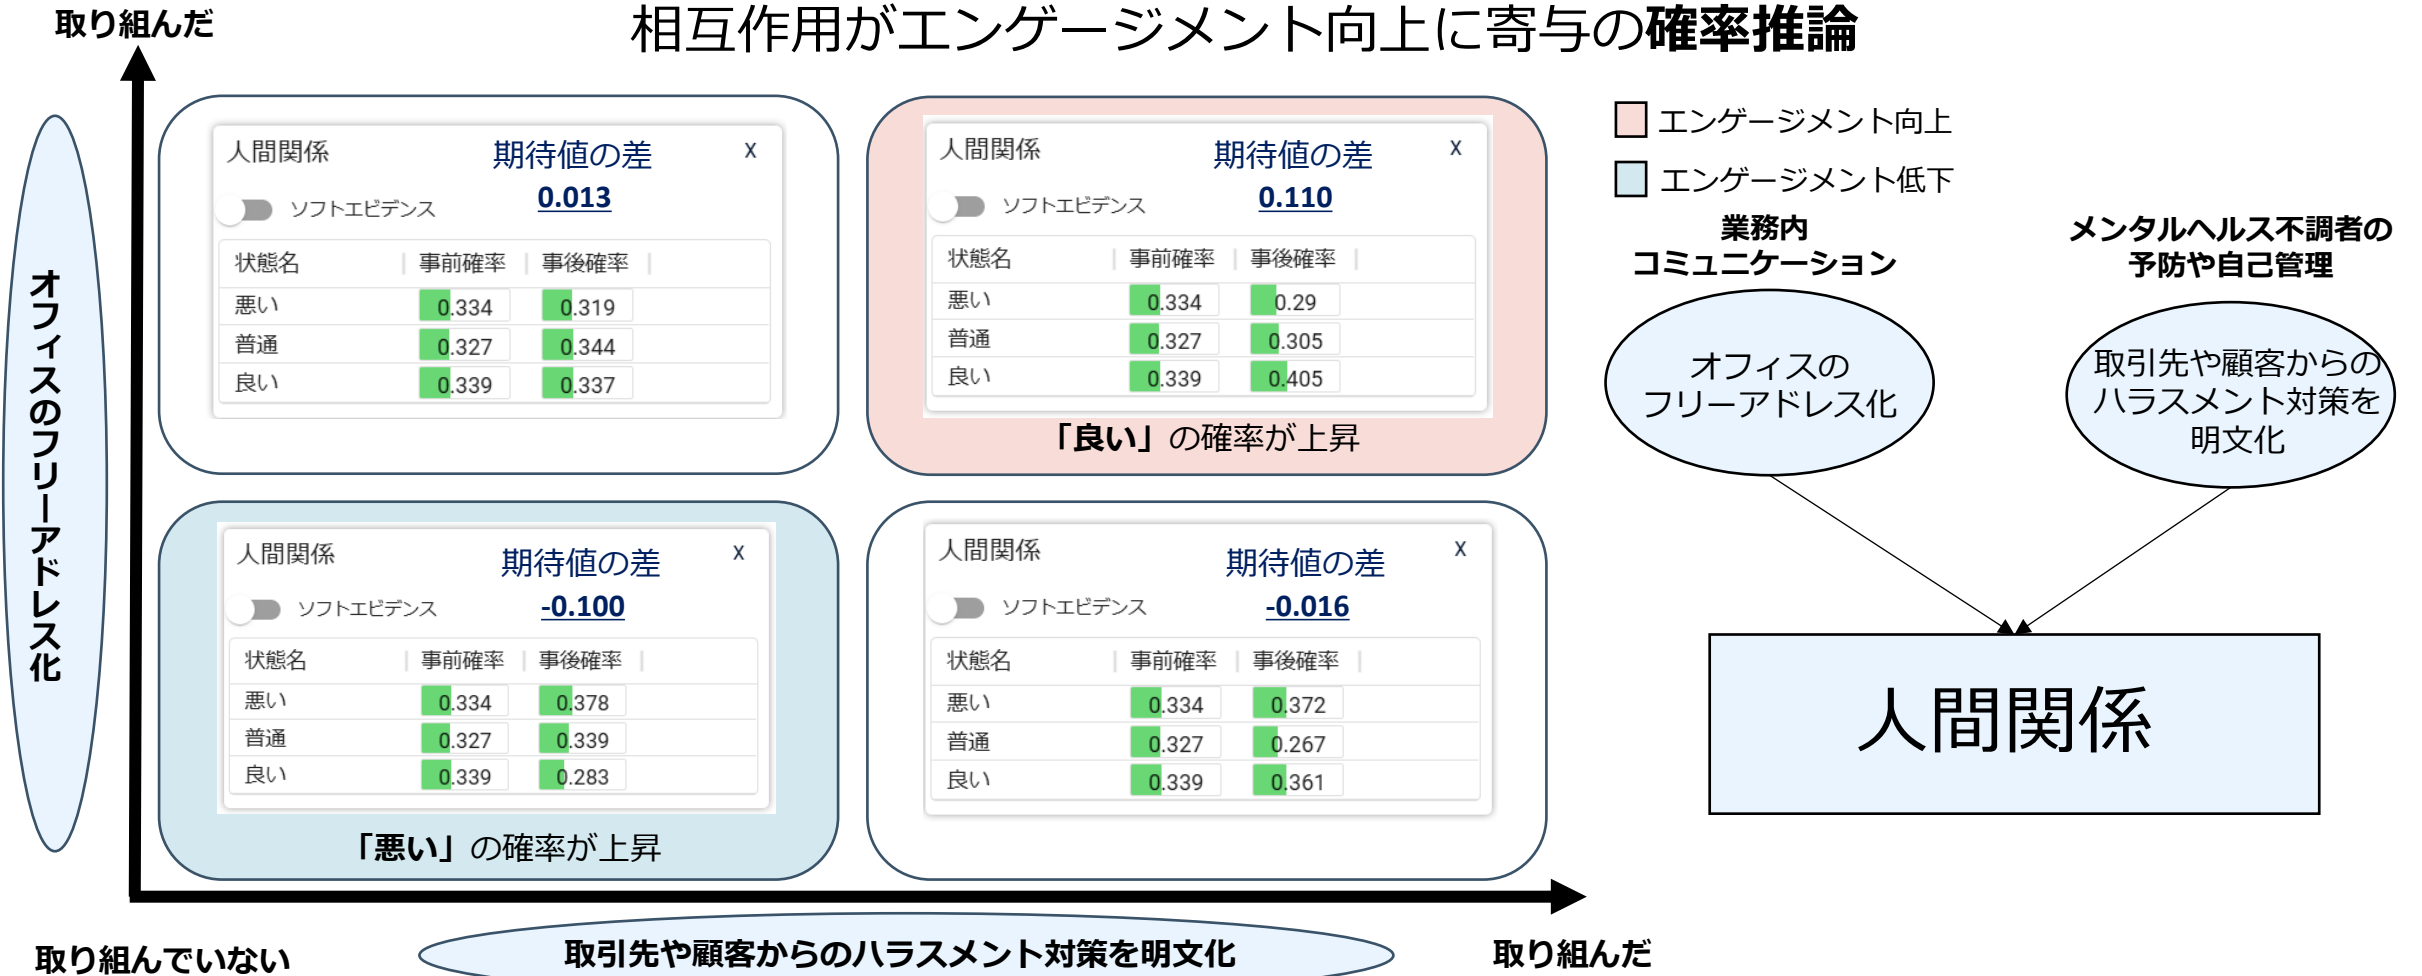 取り組んだ
相互作用がエンゲージメント向上に寄与の確率推論
オフィスのフリーアドレス化
人間関係
期待値の差
X
0.013
ソフトエビデンス
状態名 事前確率 事後確率
悪い 0.334 0.319
普通 0.327 0.344
良い 0.339 0.337
人間関係
期待値の差
X
0.110
ソフトエビデンス
状態名 事前確率 事後確率
悪い 0.334 0.29
普通 0.327 0.305
良い 0.339 0.405
「良い」の確率が上昇
人間関係
期待値の差
X
-0.100
ソフトエビデンス
状態名 事前確率 事後確率
悪い 0.334 0.378
普通 0.327 0.339
良い 0.339 0.283
「悪い」の確率が上昇
人間関係
期待値の差
X
-0.016
ソフトエビデンス
状態名 事前確率 事後確率
悪い 0.334 0.372
普通 0.327 0.267
良い 0.339 0.361
取り組んでいない
取引先や顧客からのハラスメント対策を明文化
取り組んだ
エンゲージメント向上
エンゲージメント低下
業務内
コミュニケーション
メンタルヘルス不調者の
予防や自己管理
オフィスの
フリーアドレス化
取引先や顧客からの
ハラスメント対策を
明文化
人間関係